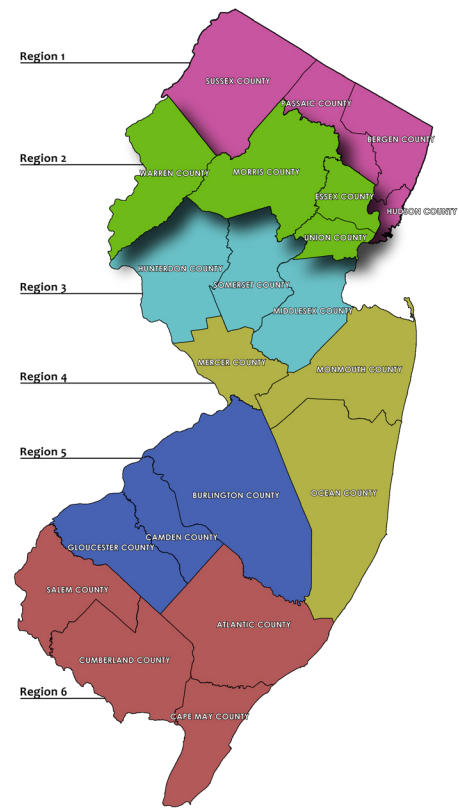 Region 1
SUSSEX COUNTY
PASSAIC COUNTY
BERGEN COUNTY
Region 2
WARREN COUNTY
MORRIS COUNTY
ESSEX COUNTY
HUDSON COUNTY
UNION COUNTY
HUNTERDON COUNTY
Region 3
SOMERSET COUNTY
MIDDLESEX COUNTY
MERCER COUNTY
MONMOUTH COUNTY
Region 4
Region 5
BURLINGTON COUNTY
OCEAN COUNTY
CAMDEN COUNTY
GLOUCESTER COUNTY
SALEM COUNTY
ATLANTIC COUNTY
CUMBERLAND COUNTY
Region 6
CAPE MAY COUNTY